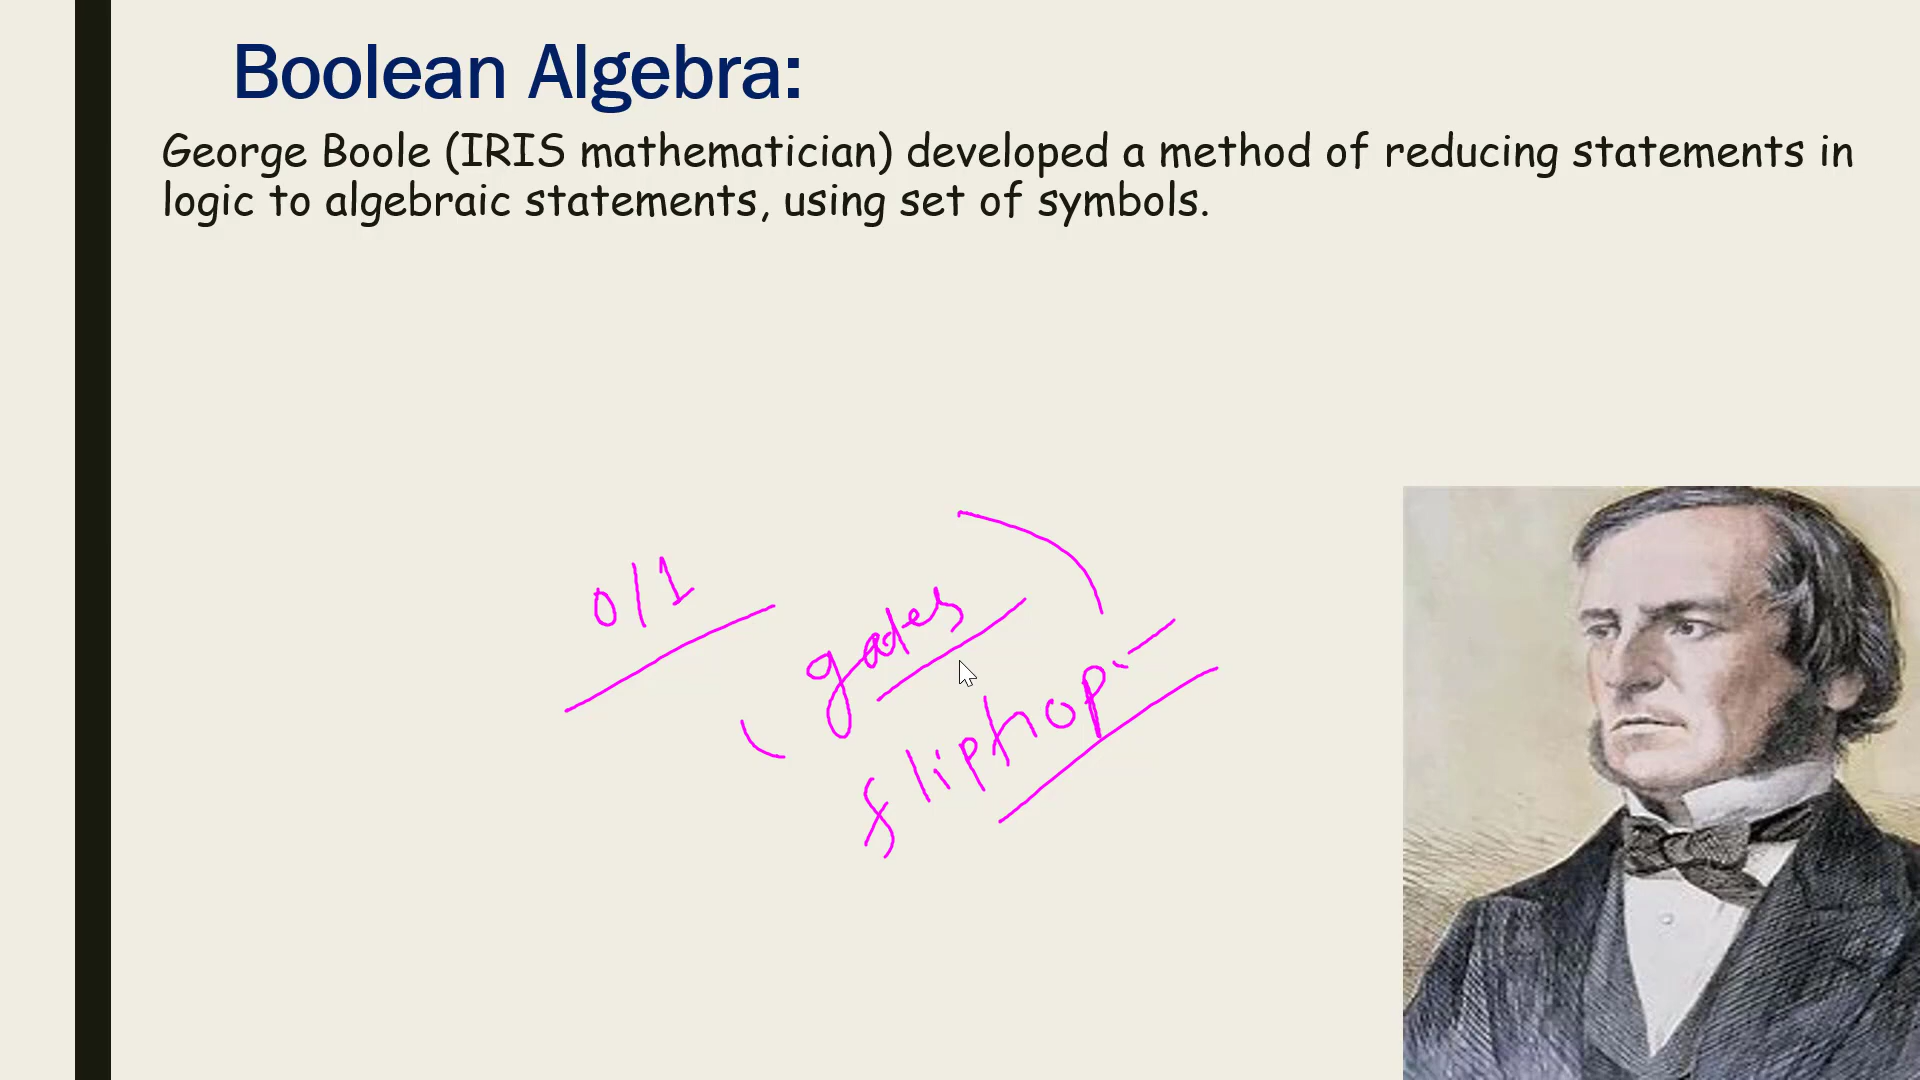 Boolean Algebra:
George Boole (IRIS mathematician) developed a method of reducing statements in
logic to algebraic statements, using set of symbols.
0/1
gates
fliphop